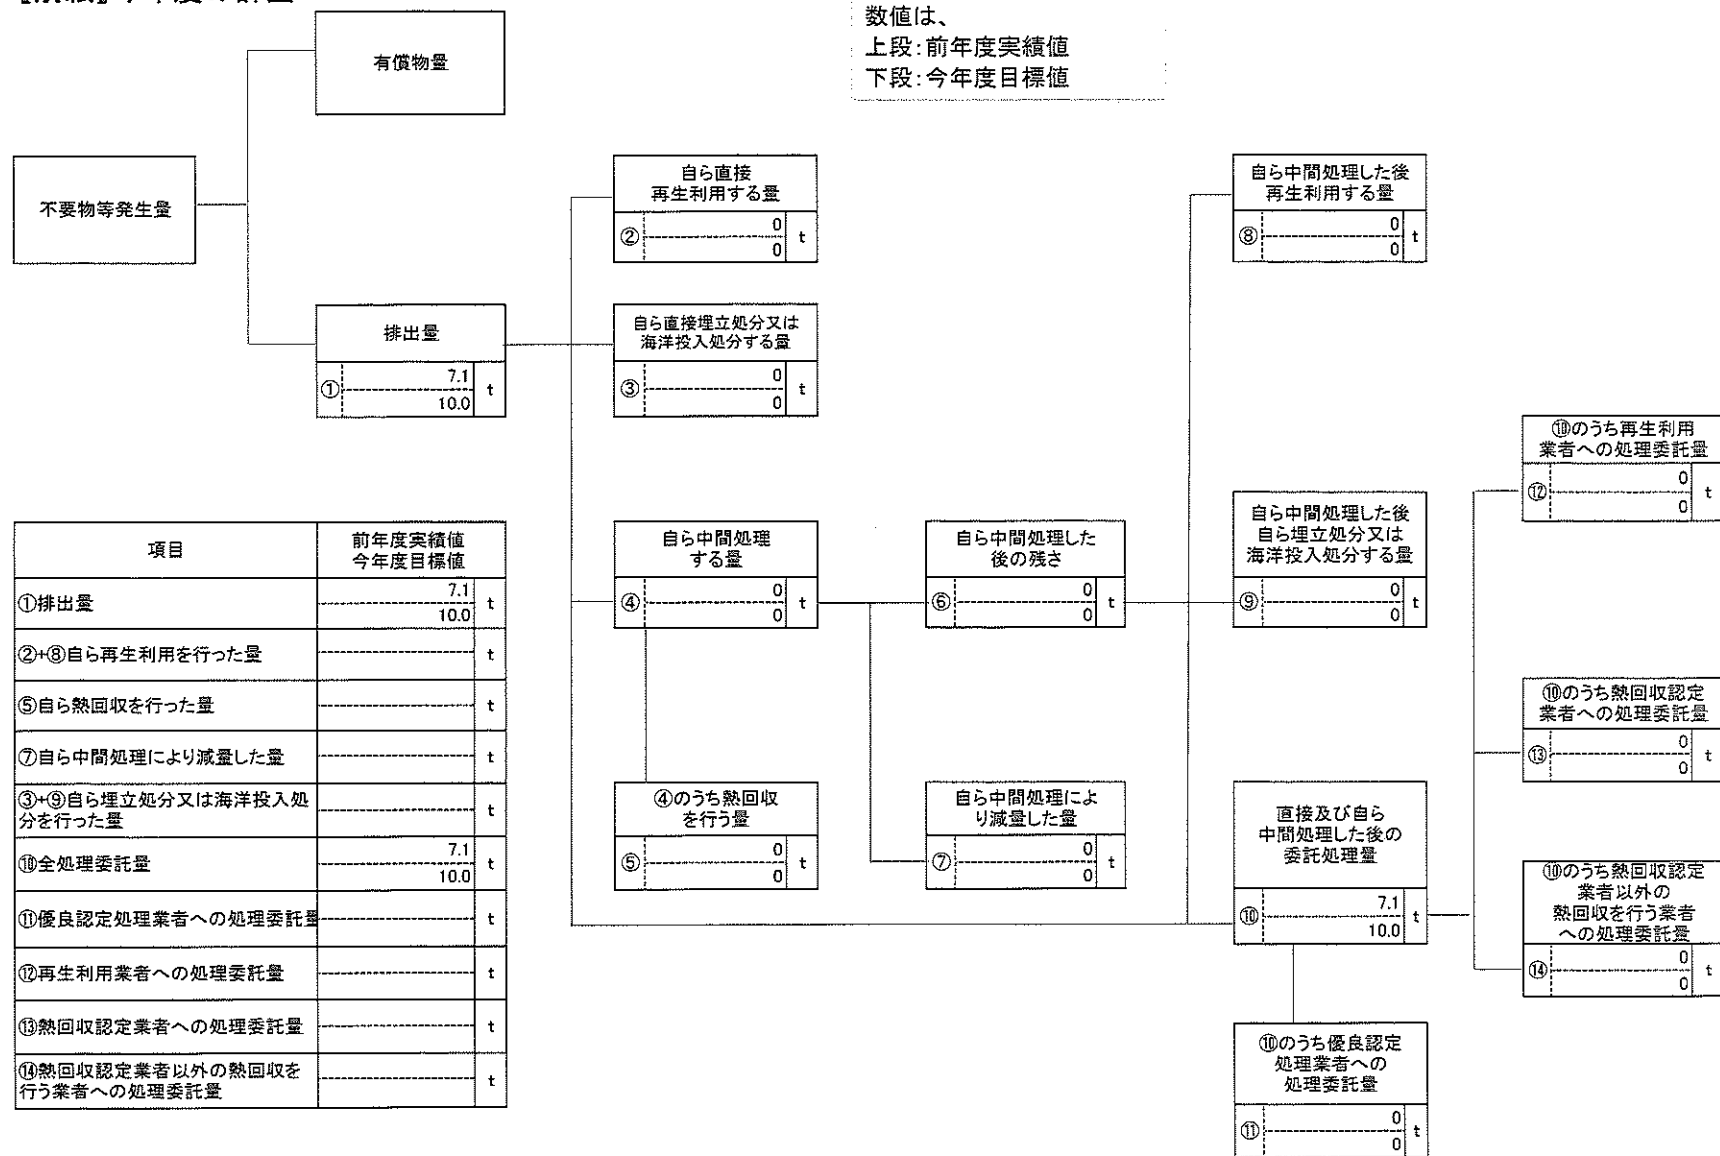 数値は、
上段:前年度実績値
下段:今年度目標値
有償物量
不要物等発生量
排出量
① 7.1 t
10.0
自ら直接
再生利用する量
② 0 t
0
自ら直接埋立処分又は
海洋投入処分する量
③ 0 t
0
自ら中間処理
する量
④ 0 t
0
④のうち熱回収
を行う量
⑤ 0 t
0
自ら中間処理した
後の残さ
⑥ 0 t
0
自ら中間処理によ
り減量した量
⑦ 0 t
0
自ら中間処理した後
再生利用する量
⑧ 0 t
0
自ら中間処理した後
自ら埋立処分又は
海洋投入処分する量
⑨ 0 t
0
直接及び自ら
中間処理した後の
委託処理量
⑩ 7.1 t
10.0
⑩のうち優良認定
処理業者への
処理委託量
⑪ 0 t
0
⑩のうち再生利用
業者への処理委託量
⑫ 0 t
0
⑩のうち熱回収認定
業者への処理委託量
⑬ 0 t
0
⑩のうち熱回収認定
業者以外の
熱回収を行う業者
への処理委託量
⑭ 0 t
0
項目
前年度実績値
今年度目標値
①排出量 7.1 t
10.0
②+⑧自ら再生利用を行った量 t
⑤自ら熱回収を行った量 t
⑦自ら中間処理により減量した量 t
③+⑨自ら埋立処分又は海洋投入処
分を行った量 t
⑩全処理委託量 7.1 t
10.0
⑪優良認定処理業者への処理委託量 t
⑫再生利用業者への処理委託量 t
⑬熱回収認定業者への処理委託量 t
⑭熱回収認定業者以外の熱回収を
行う業者への処理委託量 t